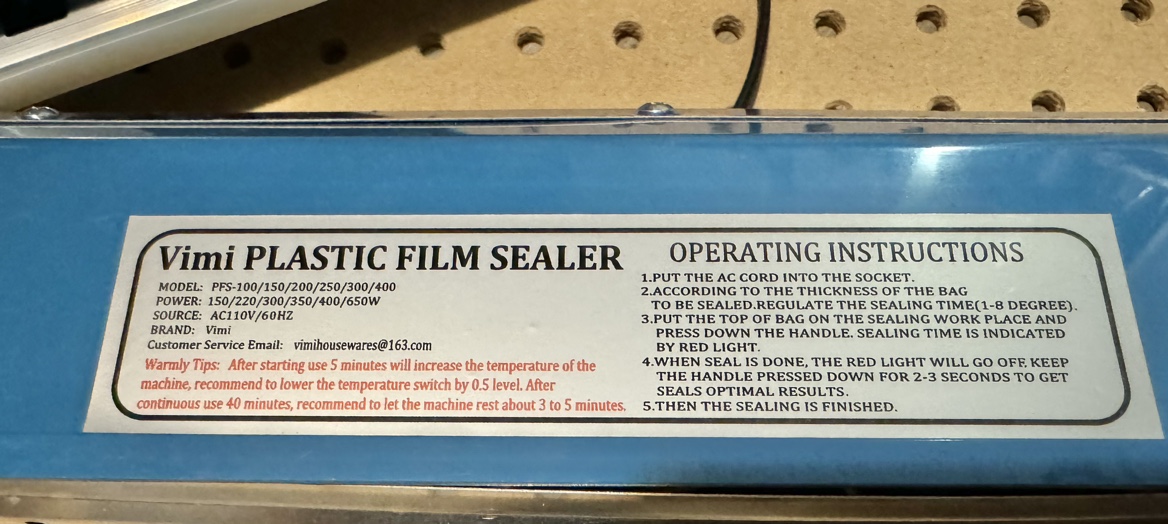 Vimi PLASTIC FILM SEALER
MODEL: PFS-100/150/200/250/300/400
POWER: 150/220/300/350/400/650W
SOURCE: AC110V/60HZ
BRAND: Vimi
Customer Service Email: vimihousewares@163.com
Warmly Tips: After starting use 5 minutes will increase the temperature of the
machine, recommend to lower the temperature switch by 0.5 level. After
continuous use 40 minutes, recommend to let the machine rest about 3 to 5 minutes.
OPERATING INSTRUCTIONS
1.PUT THE AC CORD INTO THE SOCKET.
2.ACCORDING TO THE THICKNESS OF THE BAG
TO BE SEALED.REGULATE THE SEALING TIME(1-8 DEGREE).
3.PUT THE TOP OF BAG ON THE SEALING WORK PLACE AND
PRESS DOWN THE HANDLE. SEALING TIME IS INDICATED
BY RED LIGHT.
4.WHEN SEAL IS DONE, THE RED LIGHT WILL GO OFF, KEEP
THE HANDLE PRESSED DOWN FOR 2-3 SECONDS TO GET
SEALS OPTIMAL RESULTS.
5.THEN THE SEALING IS FINISHED.